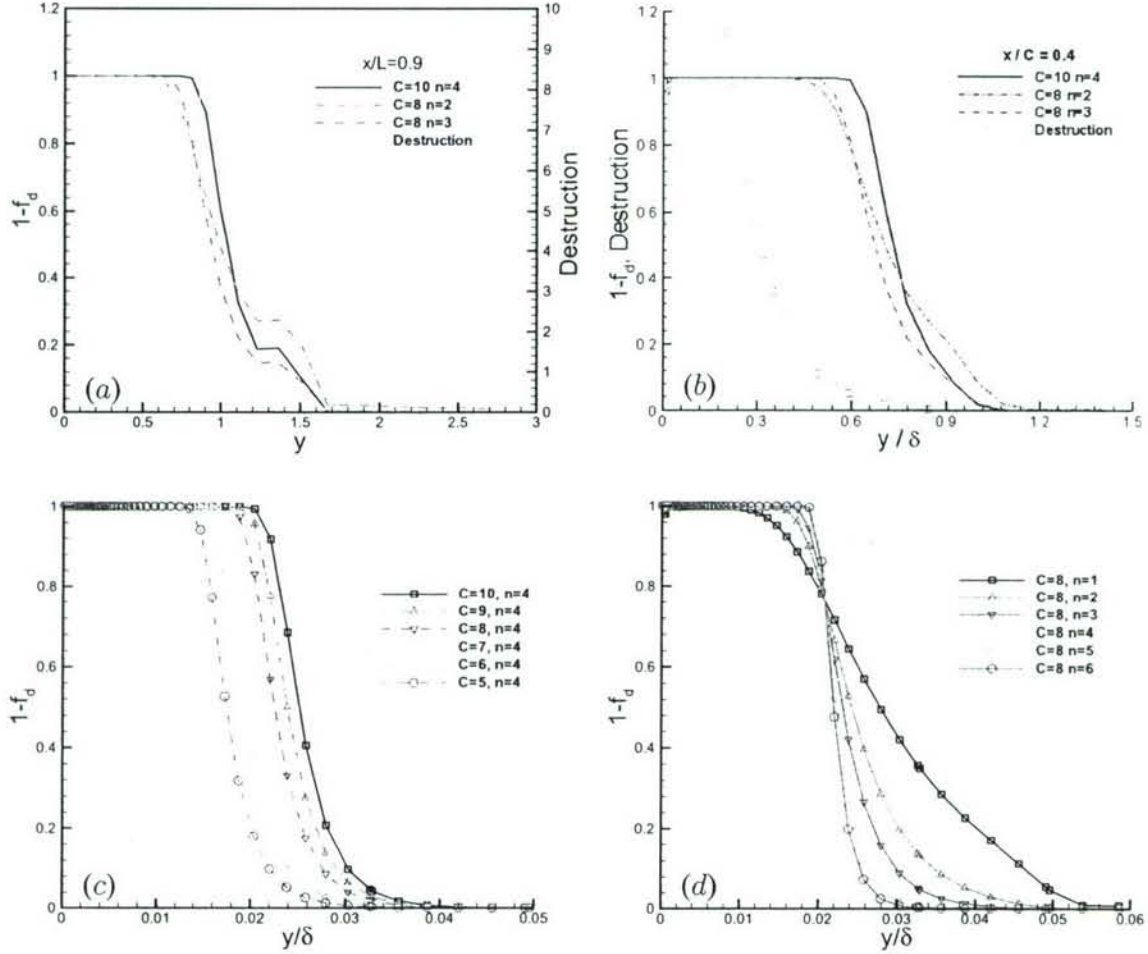 1.2
1
0.8
0.6
0.4
0.2
0
1-f_d
10
9
8
7
6
5
4
3
2
1
0
Destruction
x/L=0.9
C=10 n=4
C=8 n=2
C=8 n=3
Destruction
(a)
0
0.5
1
1.5
2
2.5
3
y
1.2
1
0.8
0.6
0.4
0.2
0
1-f_d, Destruction
x / C = 0.4
C=10 n=4
C=8 n=2
C=8 n=3
Destruction
(b)
0
0.3
0.6
0.9
1.2
1.5
y / δ
1
0.8
0.6
0.4
0.2
0
1-f_d
C=10, n=4
C=9, n=4
C=8, n=4
C=7, n=4
C=6, n=4
C=5, n=4
(c)
0
0.01
0.02
0.03
0.04
0.05
y/δ
1
0.8
0.6
0.4
0.2
0
1-f_d
C=8, n=1
C=8, n=2
C=8, n=3
C=8 n=4
C=8 n=5
C=8 n=6
(d)
0
0.01
0.02
0.03
0.04
0.05
0.06
y/δ